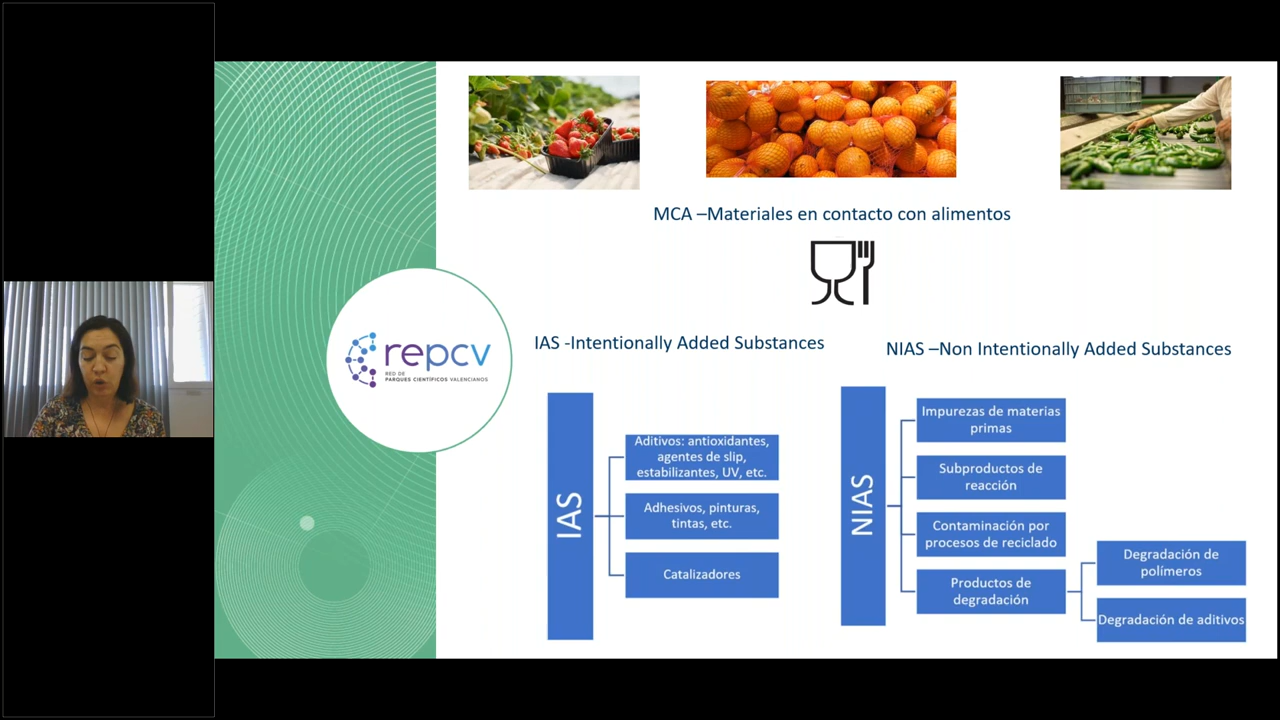 MCA –Materiales en contacto con alimentos
repcv
RED DE
PARQUES CIENTÍFICOS VALENCIANOS
IAS -Intentionally Added Substances
IAS
Aditivos: antioxidantes,
agentes de slip,
estabilizantes, UV, etc.
Adhesivos, pinturas,
tintas, etc.
Catalizadores
NIAS –Non Intentionally Added Substances
NIAS
Impurezas de materias
primas
Subproductos de
reacción
Contaminación por
procesos de reciclado
Productos de
degradación
Degradación de
polímeros
Degradación de aditivos